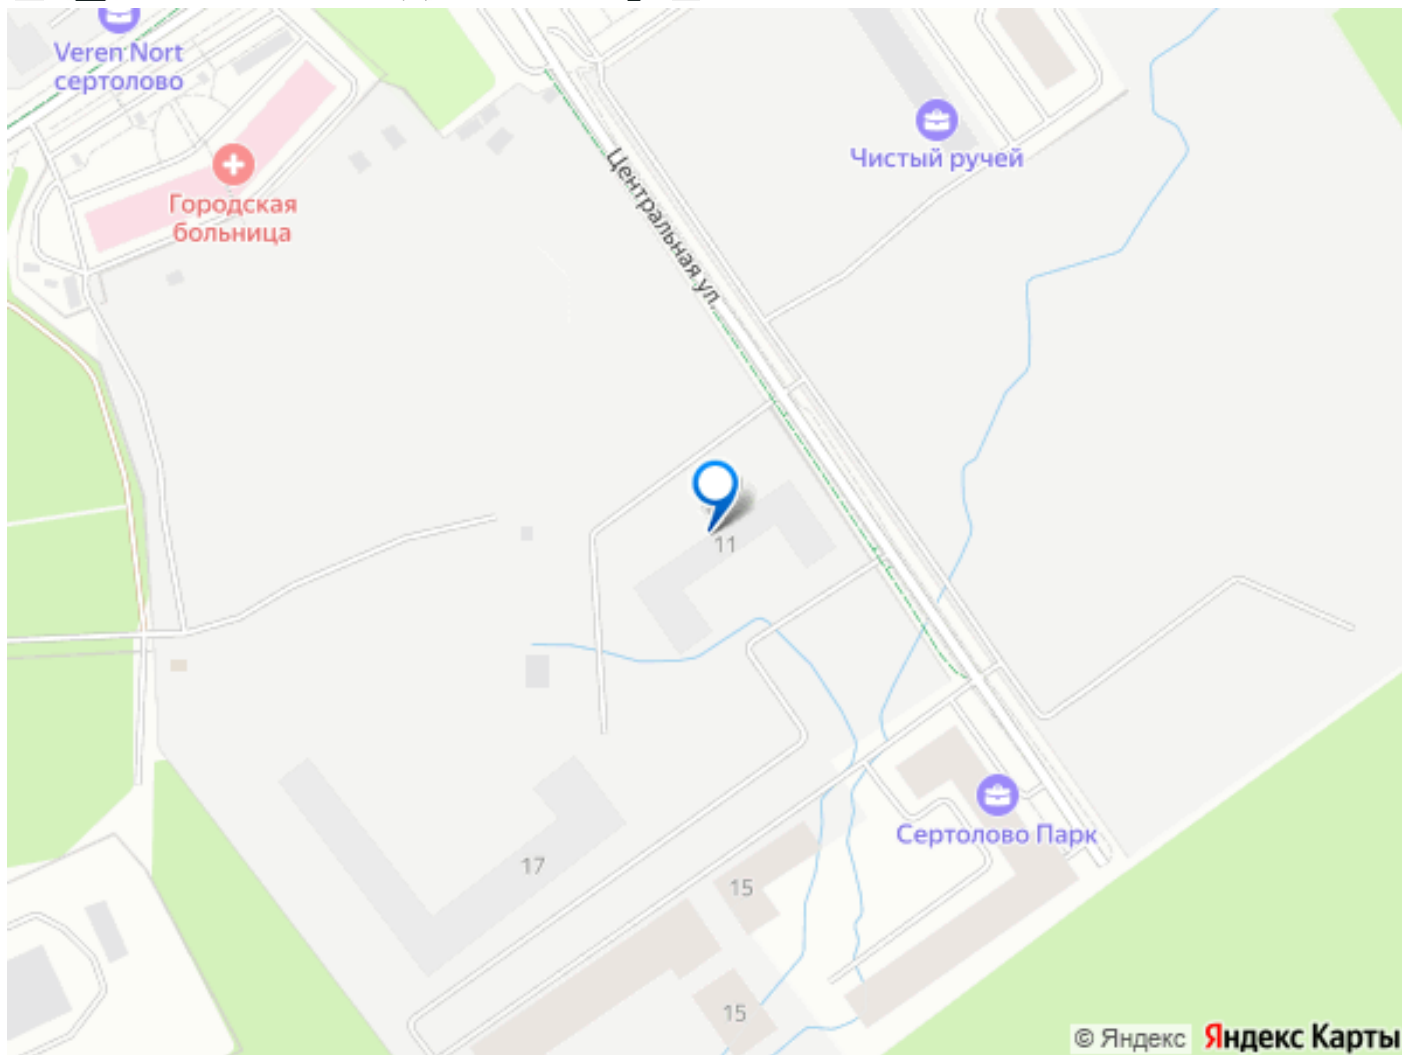 Veren Nort
сертолово
Городская
больница
Центральная ул.
Чистый ручей
11
Сертолово Парк
17
15
15
© Яндекс Яндекс Карты